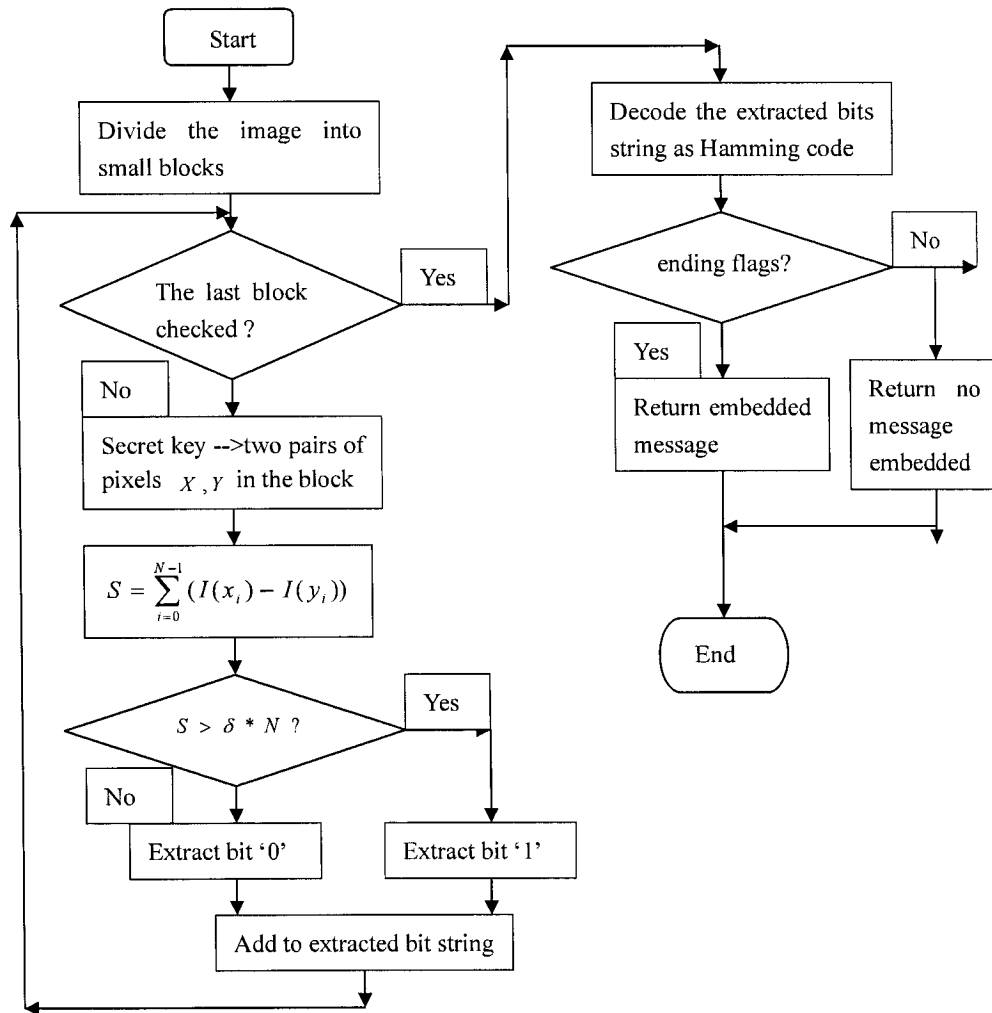 Start
Divide the image into
small blocks
The last block
checked ?
Yes
No
Secret key -->two pairs of
pixels X , Y in the block
S = \sum_{i=0}^{N-1} (I(x_i) - I(y_i))
S > δ * N ?
Yes
No
Extract bit ‘0’
Extract bit ‘1’
Add to extracted bit string
Decode the extracted bits
string as Hamming code
ending flags?
No
Yes
Return embedded
message
Return no
message
embedded
End